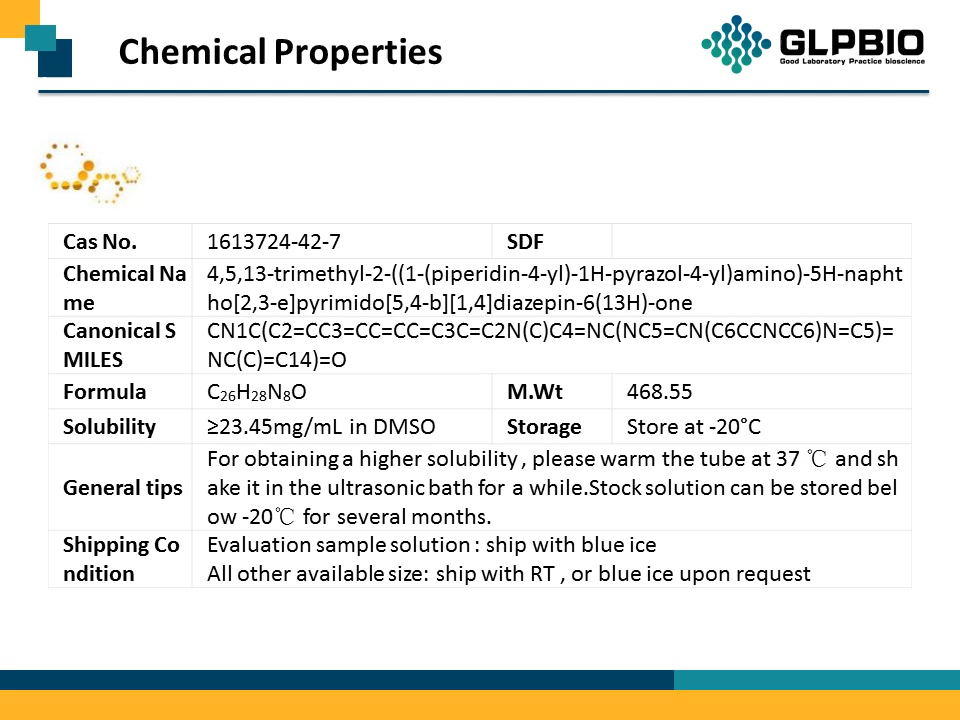 Chemical Properties
GLPBIO
Good Laboratory Practice bioscience
Cas No. 1613724-42-7 SDF
Chemical Na
me
4,5,13-trimethyl-2-((1-(piperidin-4-yl)-1H-pyrazol-4-yl)amino)-5H-napht
ho[2,3-e]pyrimido[5,4-b][1,4]diazepin-6(13H)-one
Canonical S
MILES
CN1C(C2=CC3=CC=CC=C3C=C2N(C)C4=NC(NC5=CN(C6CCNCC6)N=C5)=
NC(C)=C14)=O
Formula C₂₆H₂₈N₈O M.Wt 468.55
Solubility ≥23.45mg/mL in DMSO Storage Store at -20°C
General tips
For obtaining a higher solubility , please warm the tube at 37 ℃ and sh
ake it in the ultrasonic bath for a while.Stock solution can be stored bel
ow -20℃ for several months.
Shipping Co
ndition
Evaluation sample solution : ship with blue ice
All other available size: ship with RT , or blue ice upon request